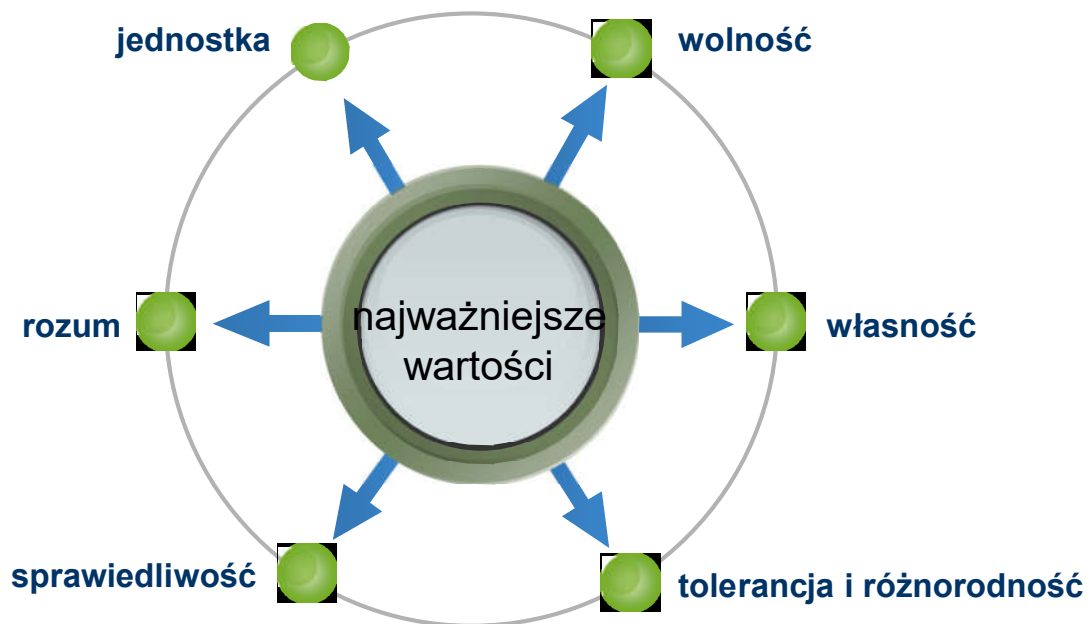 jednostka
wolność
rozum
najważniejsze
wartości
własność
sprawiedliwość
tolerancja i różnorodność